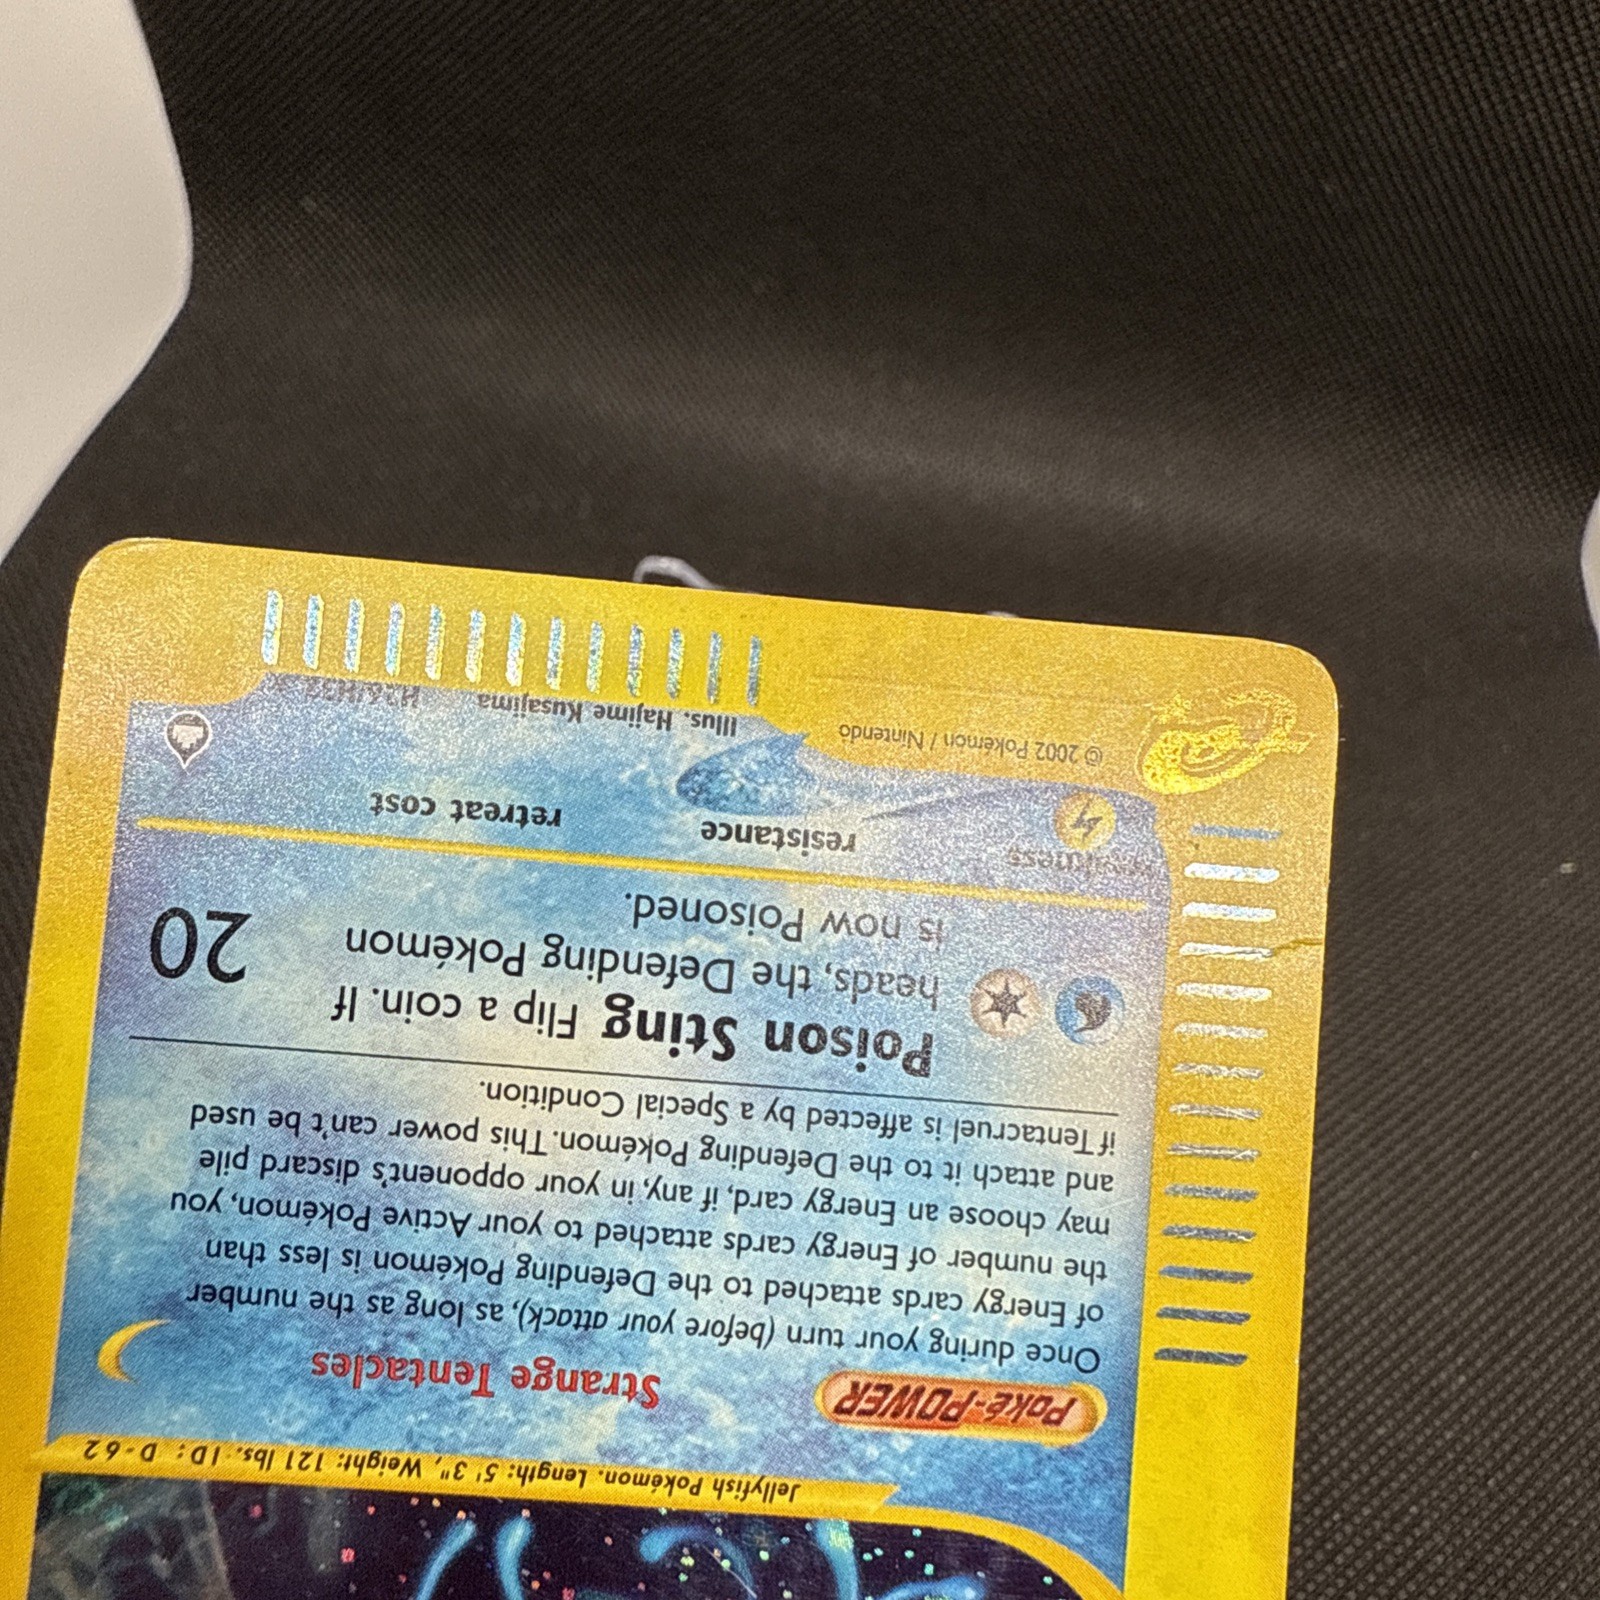 Jellyfish Pokémon. Length: 5' 3", Weight: 121 lbs. ID: D-62
Poké-POWER Strange Tentacles
Once during your turn (before your attack), as long as the number
of Energy cards attached to the Defending Pokémon is less than
the number of Energy cards attached to your Active Pokémon, you
may choose an Energy card, if any, in your opponent's discard pile
and attach it to the Defending Pokémon. This power can't be used
if Tentacruel is affected by a Special Condition.
Poison Sting Flip a coin. If
heads, the Defending Pokémon
is now Poisoned.
20
weakness resistance retreat cost
© 2002 Pokémon / Nintendo Illus. Hajime Kusajima